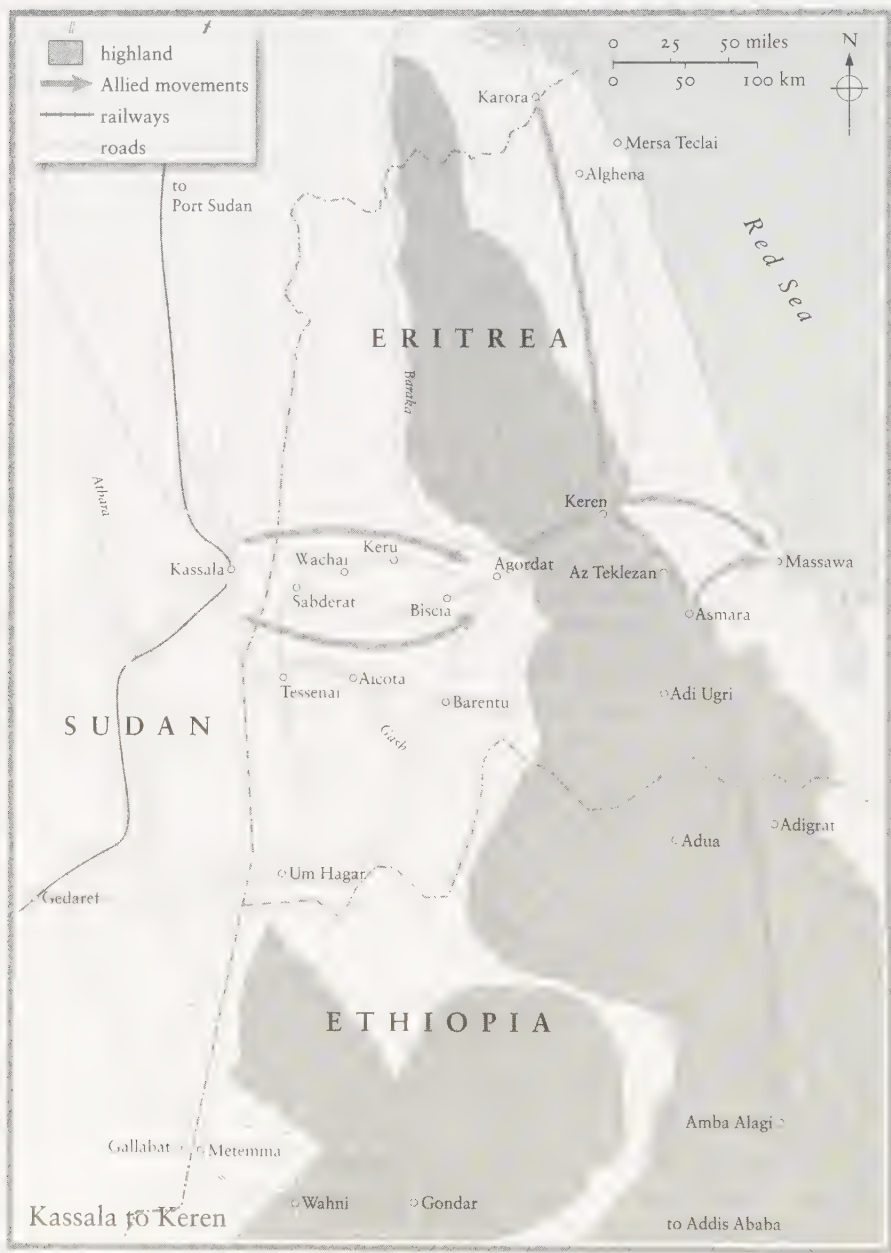 highland
Allied movements
railways
roads
0 25 50 miles
0 50 100 km
N
to
Port Sudan
Karora
Mersa Teclai
Alghena
Red Sea
ERITREA
Baraka
Atbara
Keren
Kassala
Wachai
Keru
Agordat
Az Teklezan
Massawa
Sabderat
Biscia
Asmara
Tessenai
Aicota
Barentu
Adi Ugri
SUDAN
Gash
Adua
Adigrat
Um Hagar
Gedaref
ETHIOPIA
Amba Alagi
Gallabat
Metemma
Wahni
Gondar
to Addis Ababa
Kassala to Keren